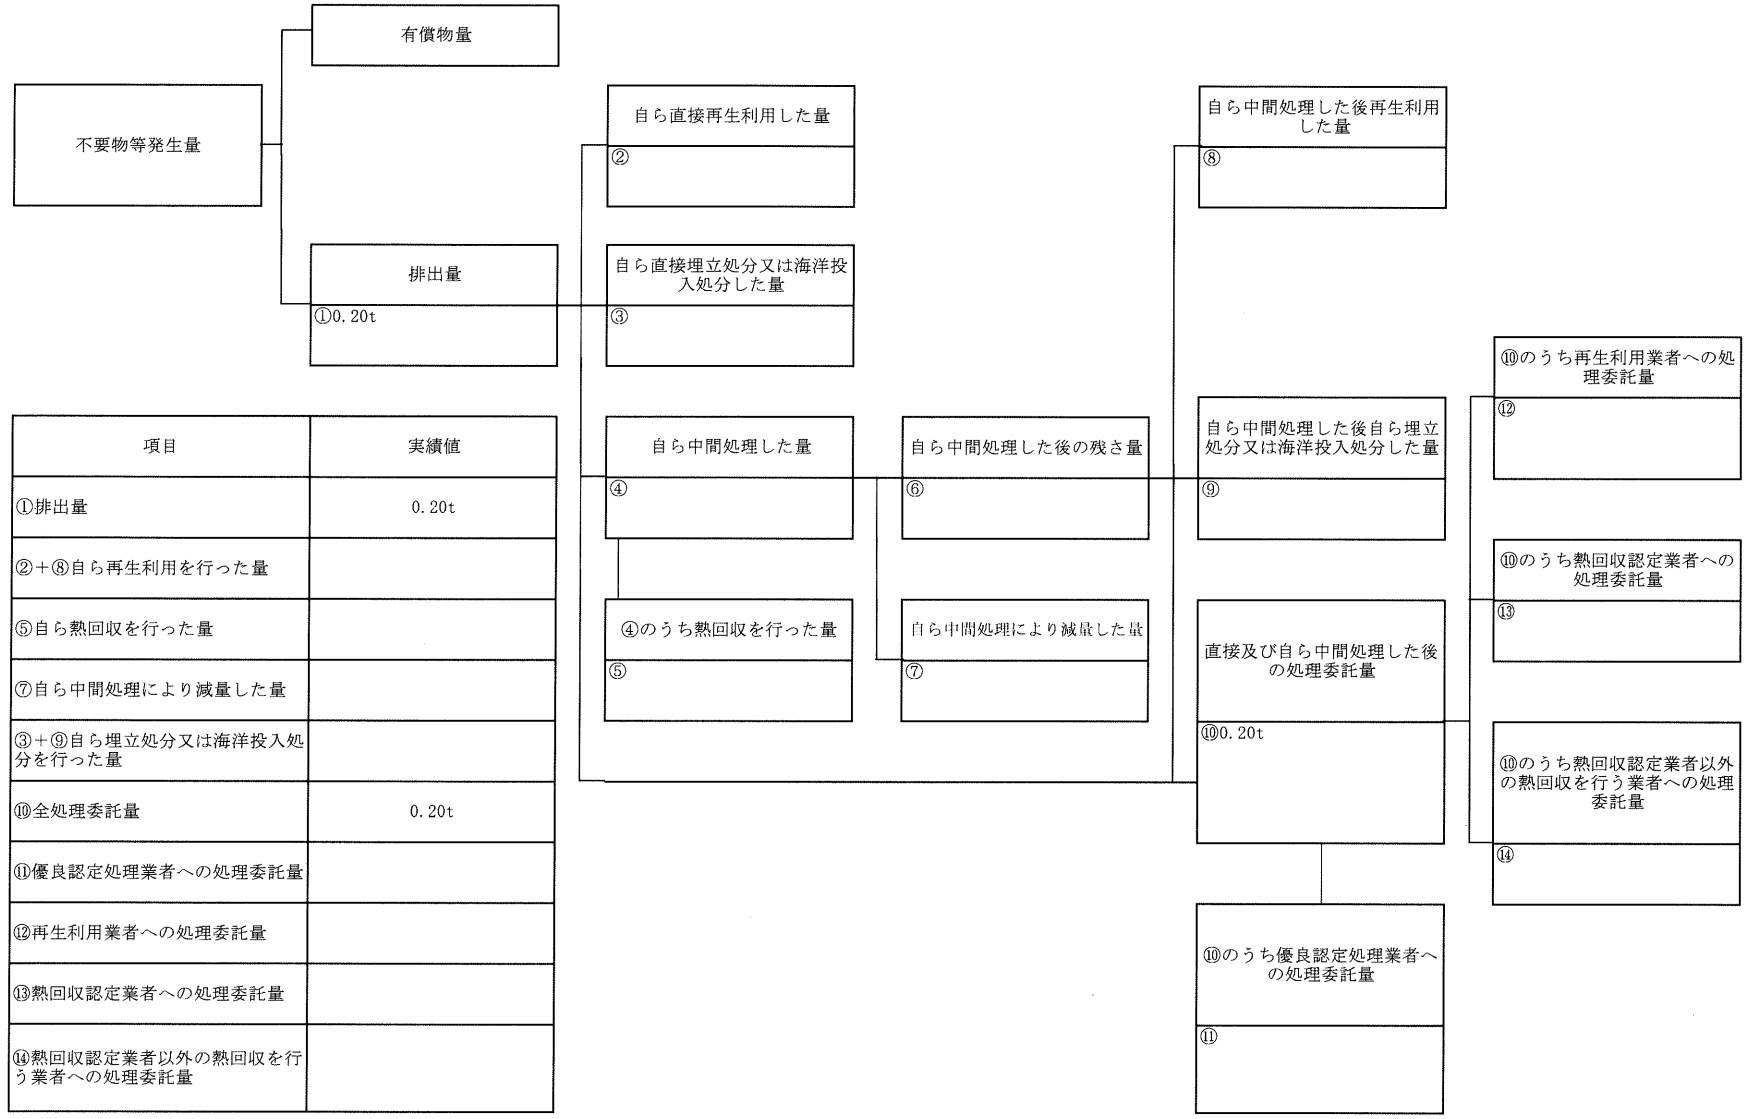 有償物量
不要物等発生量
自ら直接再生利用した量
②
自ら中間処理した後再生利用
した量
⑧
排出量
①0.20t
自ら直接埋立処分又は海洋投
入処分した量
③
⑩のうち再生利用業者への処
理委託量
⑫
自ら中間処理した量
④
自ら中間処理した後の残さ量
⑥
自ら中間処理した後自ら埋立
処分又は海洋投入処分した量
⑨
⑩のうち熱回収認定業者への
処理委託量
⑬
④のうち熱回収を行った量
⑤
自ら中間処理により減量した量
⑦
直接及び自ら中間処理した後
の処理委託量
⑩0.20t
⑩のうち熱回収認定業者以外
の熱回収を行う業者への処理
委託量
⑭
⑩のうち優良認定処理業者へ
の処理委託量
⑪
項目 実績値
①排出量 0.20t
②+⑧自ら再生利用を行った量
⑤自ら熱回収を行った量
⑦自ら中間処理により減量した量
③+⑨自ら埋立処分又は海洋投入処
分を行った量
⑩全処理委託量 0.20t
⑪優良認定処理業者への処理委託量
⑫再生利用業者への処理委託量
⑬熱回収認定業者への処理委託量
⑭熱回収認定業者以外の熱回収を行
う業者への処理委託量